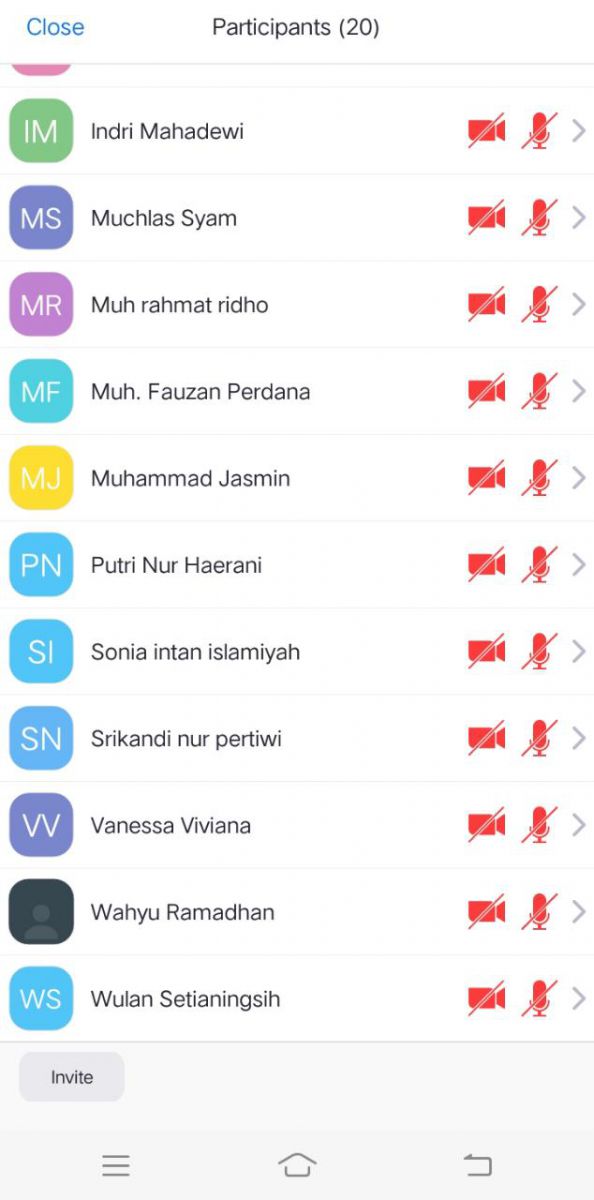 Close Participants (20)
IM Indri Mahadewi
MS Muchlas Syam
MR Muh rahmat ridho
MF Muh. Fauzan Perdana
MJ Muhammad Jasmin
PN Putri Nur Haerani
SI Sonia intan islamiyah
SN Srikandi nur pertiwi
VV Vanessa Viviana
Wahyu Ramadhan
WS Wulan Setianingsih
Invite